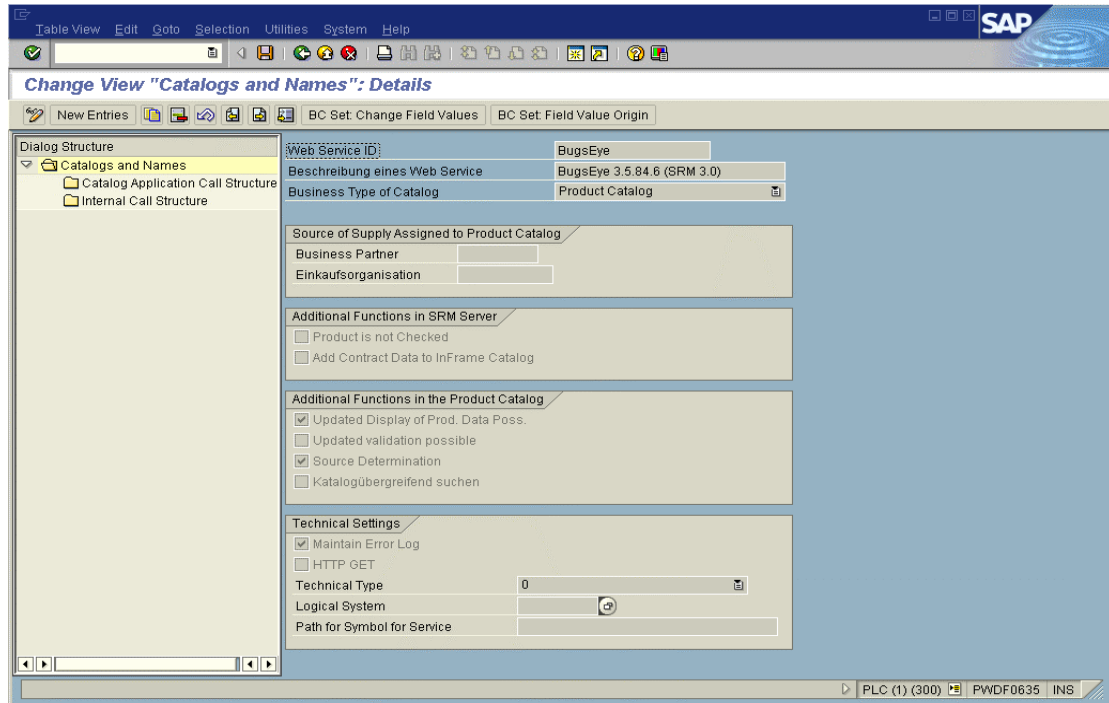 Table View Edit Goto Selection Utilities System Help
SAP
Change View "Catalogs and Names": Details
New Entries BC Set: Change Field Values BC Set: Field Value Origin
Dialog Structure
Catalogs and Names
Catalog Application Call Structure
Internal Call Structure
Web Service ID BugsEye
Beschreibung eines Web Service BugsEye 3.5.84.6 (SRM 3.0)
Business Type of Catalog Product Catalog
Source of Supply Assigned to Product Catalog
Business Partner
Einkaufsorganisation
Additional Functions in SRM Server
Product is not Checked
Add Contract Data to InFrame Catalog
Additional Functions in the Product Catalog
Updated Display of Prod. Data Poss.
Updated validation possible
Source Determination
Katalogübergreifend suchen
Technical Settings
Maintain Error Log
HTTP GET
Technical Type 0
Logical System
Path for Symbol for Service
PLC (1) (300) PWDF0635 INS